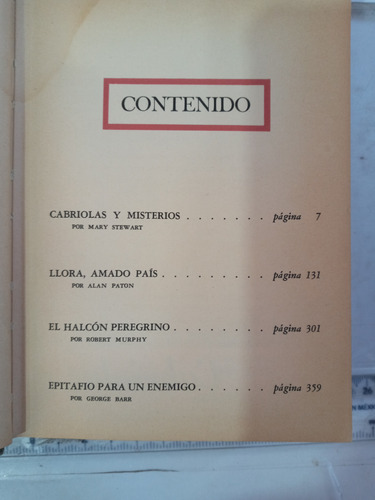 CONTENIDO
CABRIOLAS Y MISTERIOS . . . . . . . página 7
POR MARY STEWART
LLORA, AMADO PAÍS . . . . . . . . . página 131
POR ALAN PATON
EL HALCÓN PEREGRINO . . . . . . . . página 301
POR ROBERT MURPHY
EPITAFIO PARA UN ENEMIGO . . . . . . página 359
POR GEORGE BARR